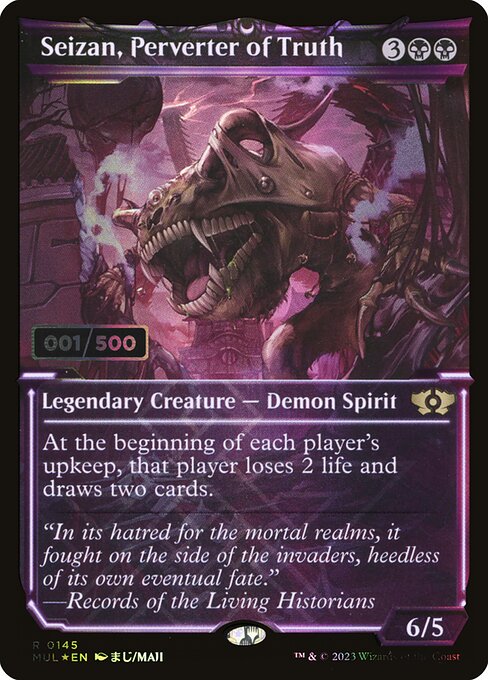 Seizan, Perverter of Truth 3
001/500
Legendary Creature — Demon Spirit
At the beginning of each player's
upkeep, that player loses 2 life and
draws two cards.
“In its hatred for the mortal realms, it
fought on the side of the invaders, heedless
of its own eventual fate.”
—Records of the Living Historians
6/5
R 0145
MUL★EN まじ/MAJI
™ & © 2023 Wizards of the Coast